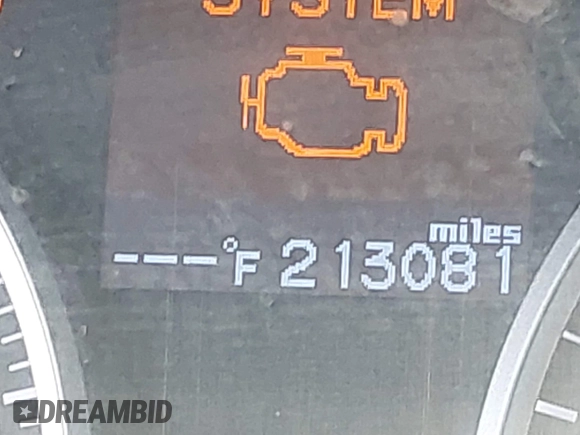 SYSTEM
miles
---°F 213081
DREAMBID